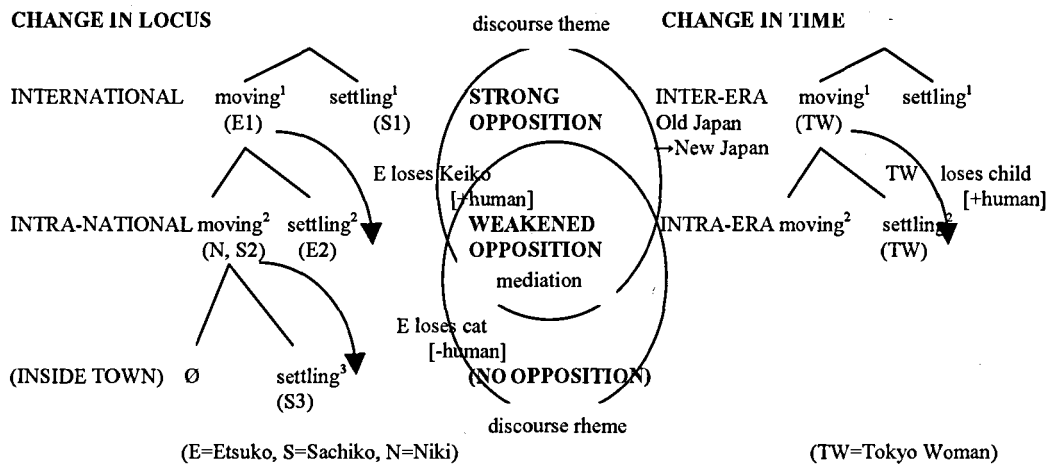 CHANGE IN LOCUS discourse theme CHANGE IN TIME
INTERNATIONAL moving¹ settling¹ STRONG INTER-ERA moving¹ settling¹
(E1) (S1) OPPOSITION Old Japan (TW)
→New Japan
E loses Keiko TW loses child
[+human] [+human]
INTRA-NATIONAL moving² settling² WEAKENED INTRA-ERA moving² settling²
(N, S2) (E2) OPPOSITION (TW)
mediation
E loses cat
[-human]
(INSIDE TOWN) Ø settling³ (NO OPPOSITION)
(S3)
discourse rheme
(E=Etsuko, S=Sachiko, N=Niki) (TW=Tokyo Woman)